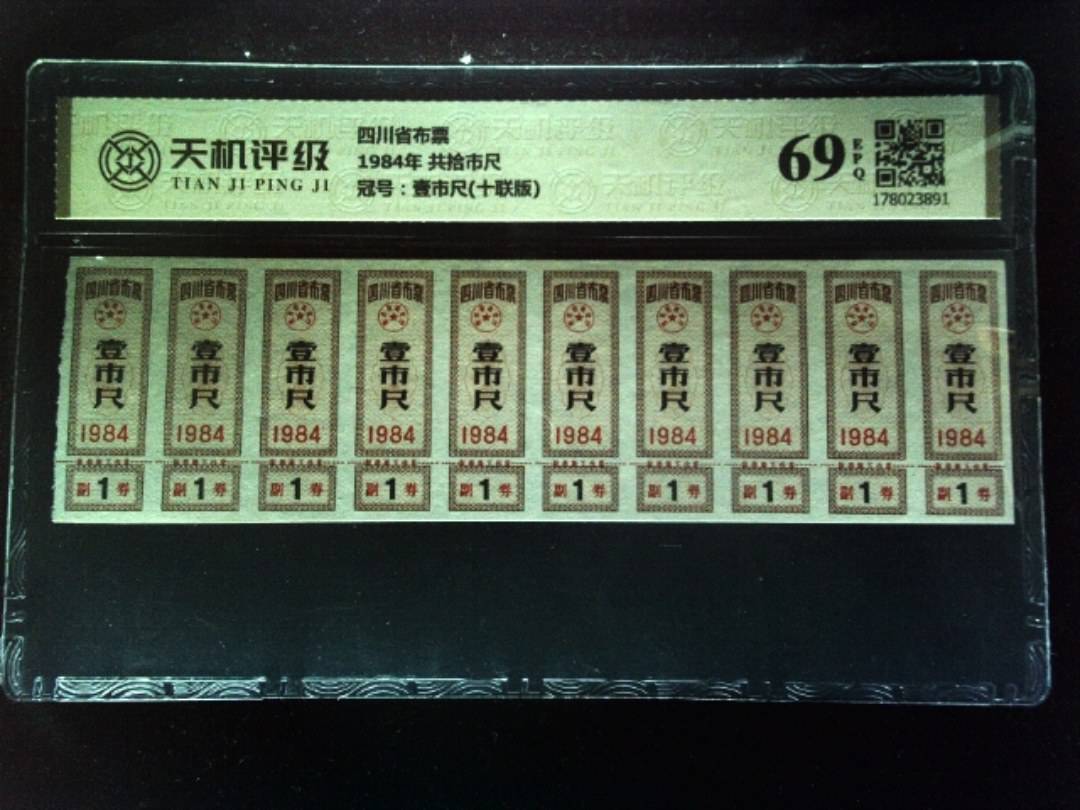 天机评级
TIAN JI PING JI
四川省布票
1984年 共拾市尺
冠号：壹市尺(十联版)
69
EPQ
178023891
四川省布票 四川省布票 四川省布票 四川省布票 四川省布票 四川省布票 四川省布票 四川省布票 四川省布票 四川省布票
壹市尺 壹市尺 壹市尺 壹市尺 壹市尺 壹市尺 壹市尺 壹市尺 壹市尺 壹市尺
1984 1984 1984 1984 1984 1984 1984 1984 1984 1984
副1券 副1券 副1券 副1券 副1券 副1券 副1券 副1券 副1券 副1券